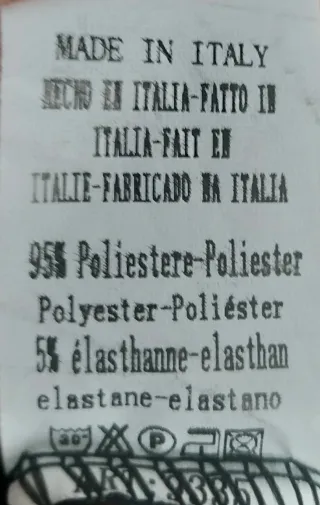 MADE IN ITALY
HECHO EN ITALIA-FATTO IN
ITALIA-FAIT EN
ITALIE-FABRICADO NA ITALIA
95% Poliestere-Poliester
Polyester-Poliéster
5% élasthanne-elasthan
elastane-elastano
30° P